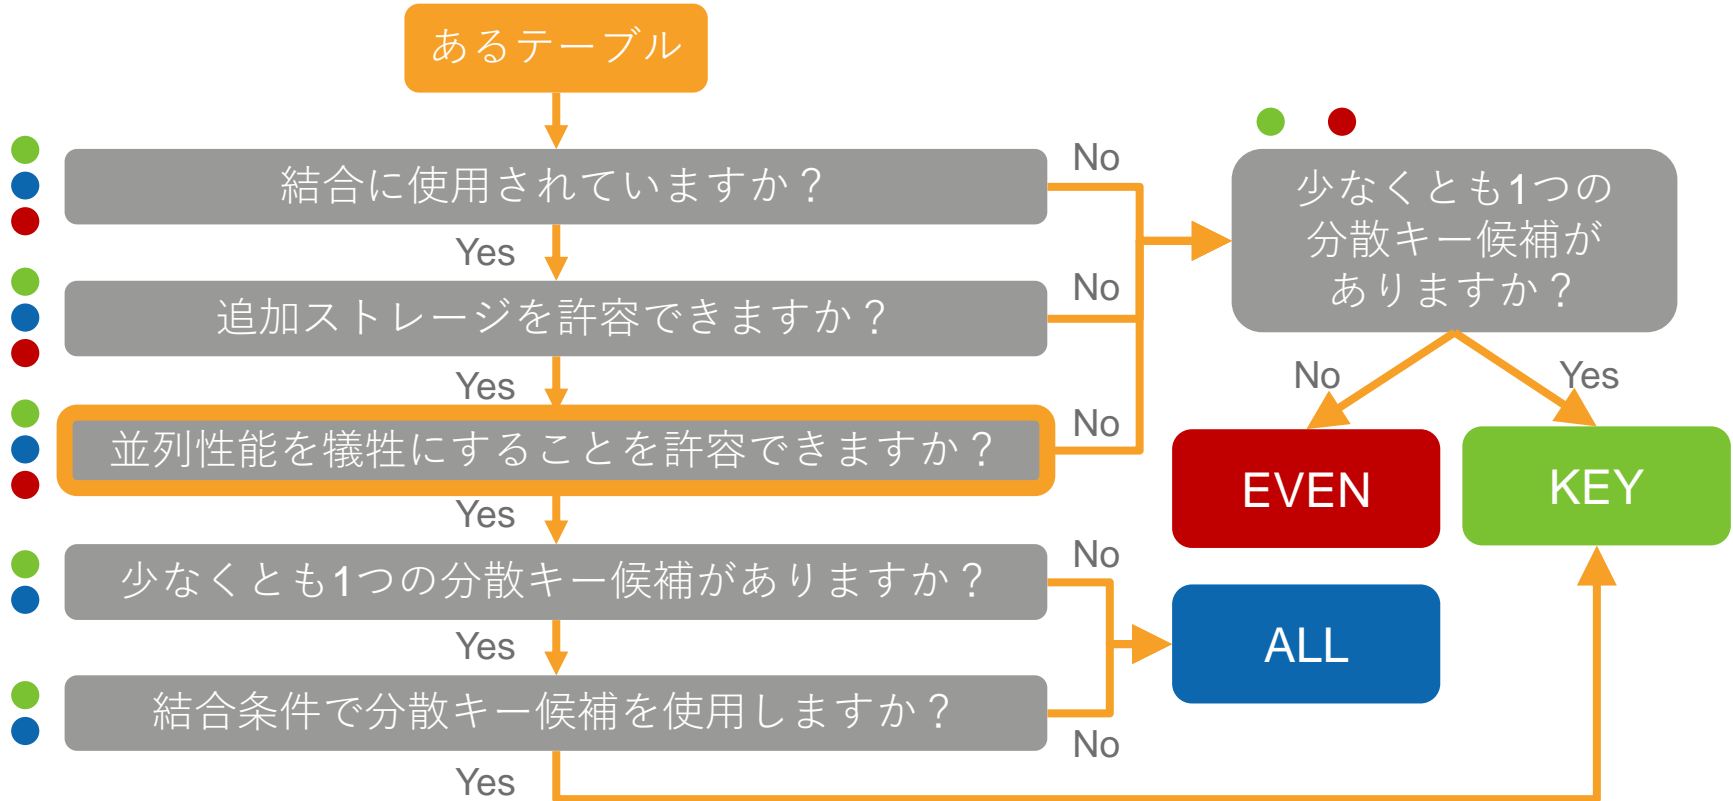 あるテーブル
結合に使用されていますか？
No
Yes
追加ストレージを許容できますか？
No
Yes
並列性能を犠牲にすることを許容できますか？
No
Yes
少なくとも1つの分散キー候補がありますか？
No
Yes
結合条件で分散キー候補を使用しますか？
No
Yes
少なくとも1つの
分散キー候補が
ありますか？
No
Yes
EVEN
KEY
ALL